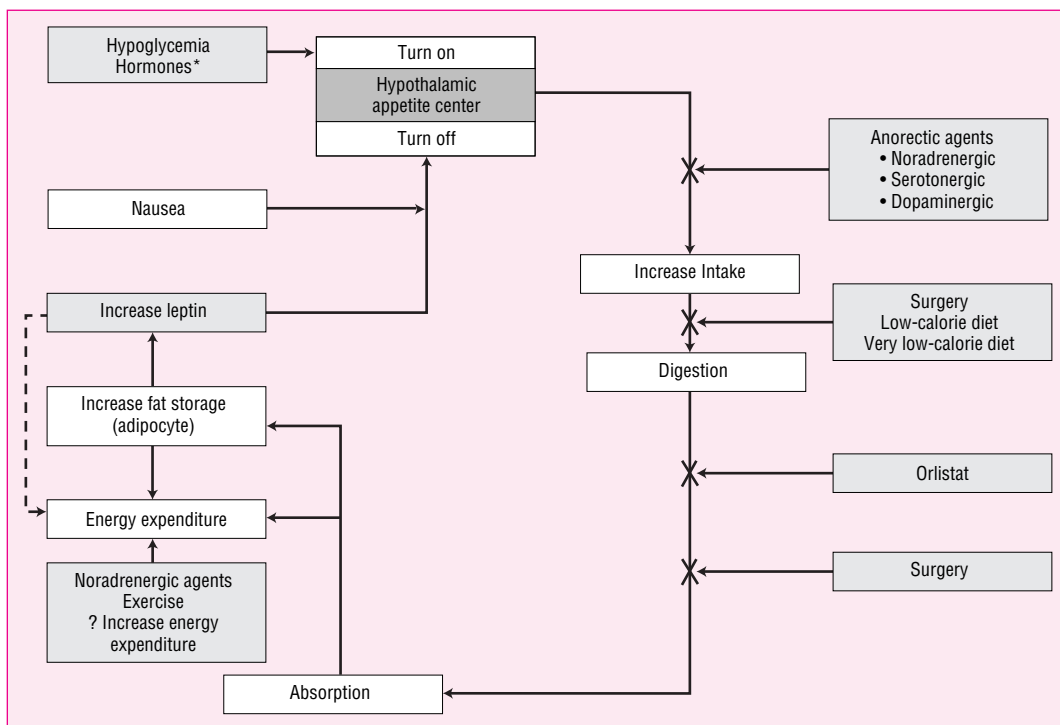 Hypoglycemia
Hormones*
Turn on
Hypothalamic
appetite center
Turn off
Anorectic agents
• Noradrenergic
• Serotonergic
• Dopaminergic
Nausea
Increase Intake
Increase leptin
Surgery
Low-calorie diet
Very low-calorie diet
Digestion
Increase fat storage
(adipocyte)
Orlistat
Energy expenditure
Surgery
Noradrenergic agents
Exercise
? Increase energy
expenditure
Absorption